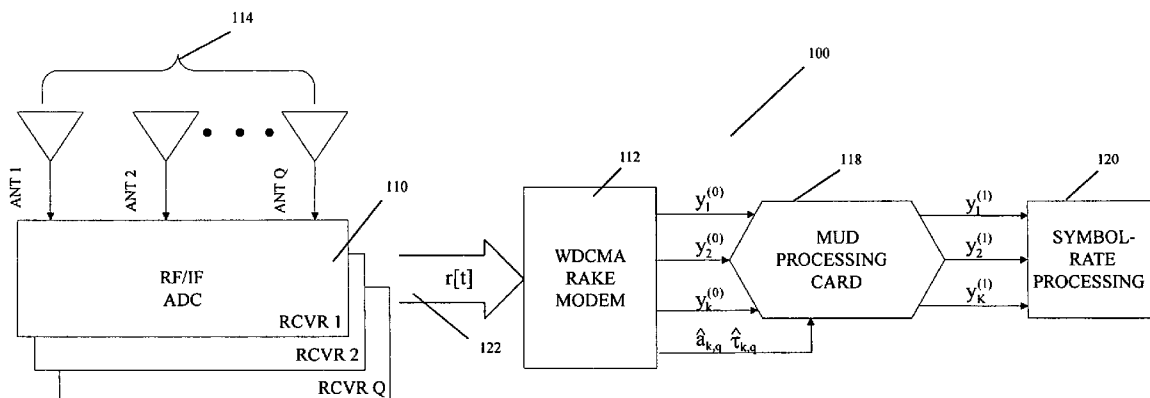 114
100
ANT 1
ANT 2
ANT Q
110
RF/IF
ADC
RCVR 1
RCVR 2
RCVR Q
r[t]
122
112
WDCMA
RAKE
MODEM
y₁⁽⁰⁾
y₂⁽⁰⁾
yₖ⁽⁰⁾
âₖ,q τ̂ₖ,q
118
MUD
PROCESSING
CARD
y₁⁽¹⁾
y₂⁽¹⁾
y_K⁽¹⁾
120
SYMBOL-
RATE
PROCESSING